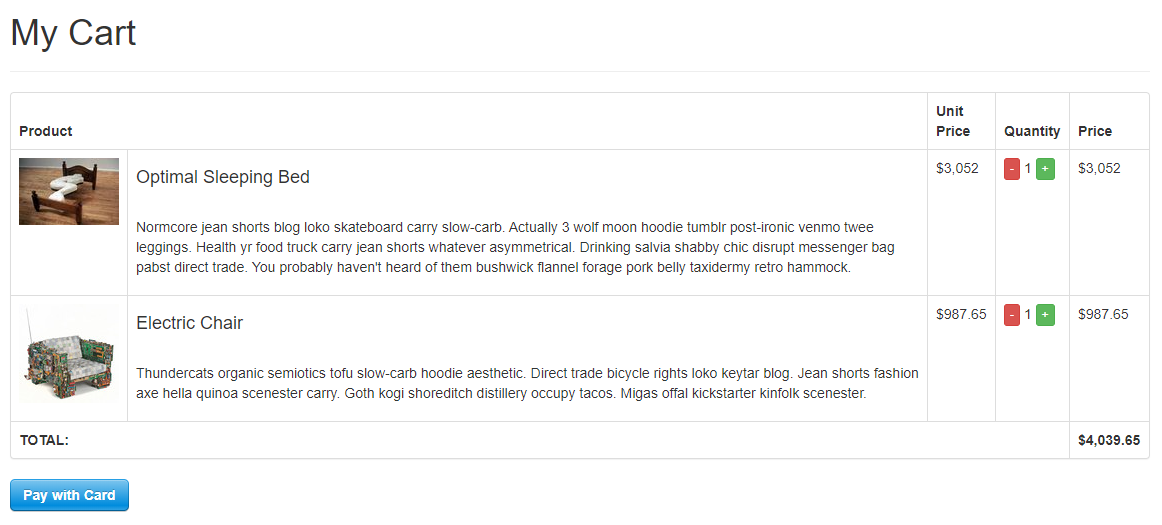 My Cart
Product
Unit
Price
Quantity
Price
Optimal Sleeping Bed
$3,052
- 1 +
$3,052
Normcore jean shorts blog loko skateboard carry slow-carb. Actually 3 wolf moon hoodie tumblr post-ironic venmo twee
leggings. Health yr food truck carry jean shorts whatever asymmetrical. Drinking salvia shabby chic disrupt messenger bag
pabst direct trade. You probably haven't heard of them bushwick flannel forage pork belly taxidermy retro hammock.
Electric Chair
$987.65
- 1 +
$987.65
Thundercats organic semiotics tofu slow-carb hoodie aesthetic. Direct trade bicycle rights loko keytar blog. Jean shorts fashion
axe hella quinoa scenester carry. Goth kogi shoreditch distillery occupy tacos. Migas offal kickstarter kinfolk scenester.
TOTAL:
$4,039.65
Pay with Card